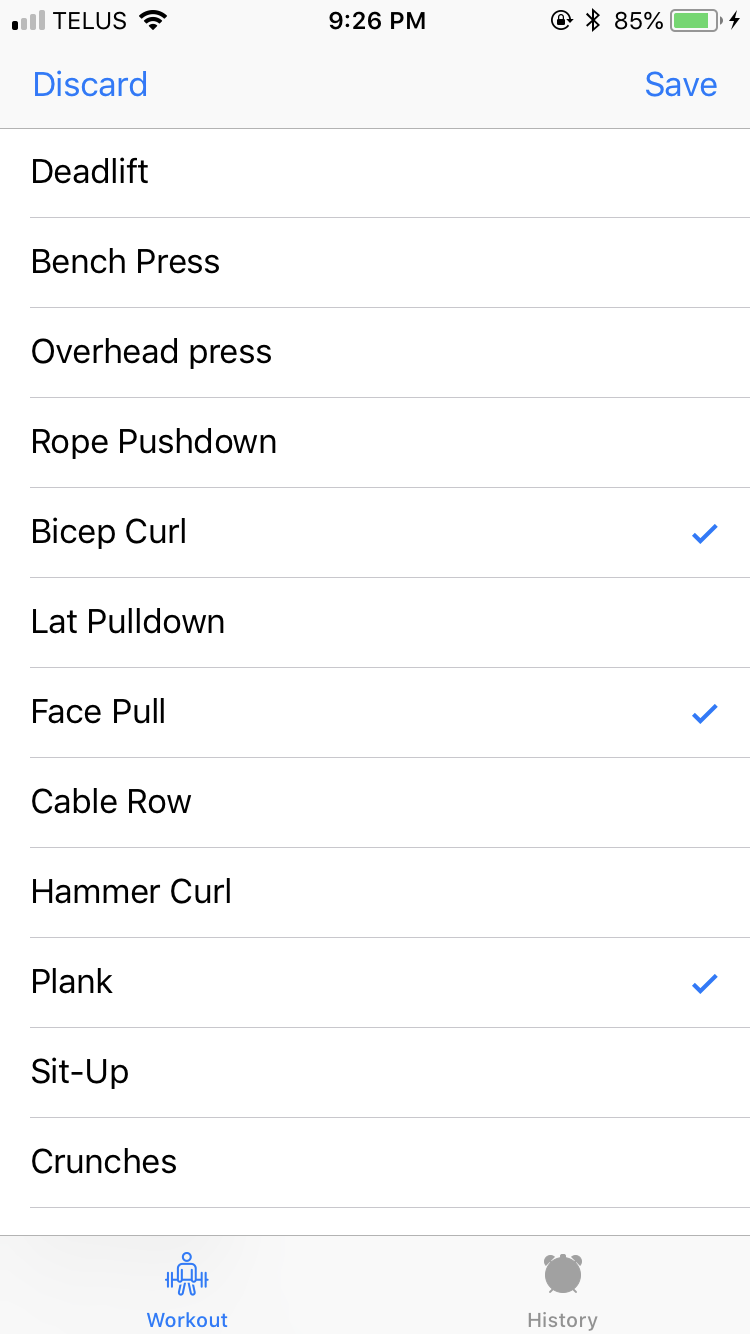 TELUS 9:26 PM 85%
Discard Save
Deadlift
Bench Press
Overhead press
Rope Pushdown
Bicep Curl
Lat Pulldown
Face Pull
Cable Row
Hammer Curl
Plank
Sit-Up
Crunches
Workout History